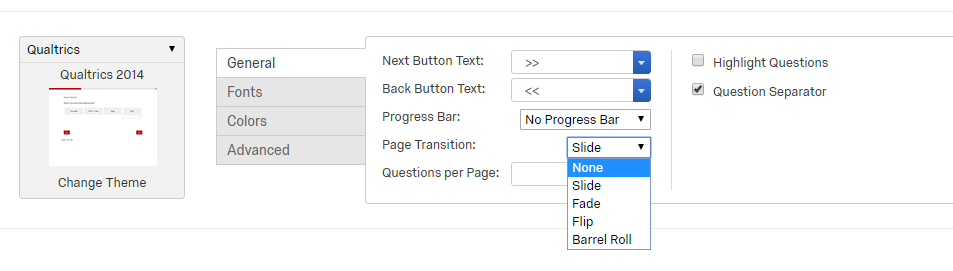 Qualtrics
Qualtrics 2014
Change Theme
General
Fonts
Colors
Advanced
Next Button Text: >>
Back Button Text: <<
Progress Bar: No Progress Bar
Page Transition: Slide
Questions per Page:
None
Slide
Fade
Flip
Barrel Roll
Highlight Questions
Question Separator